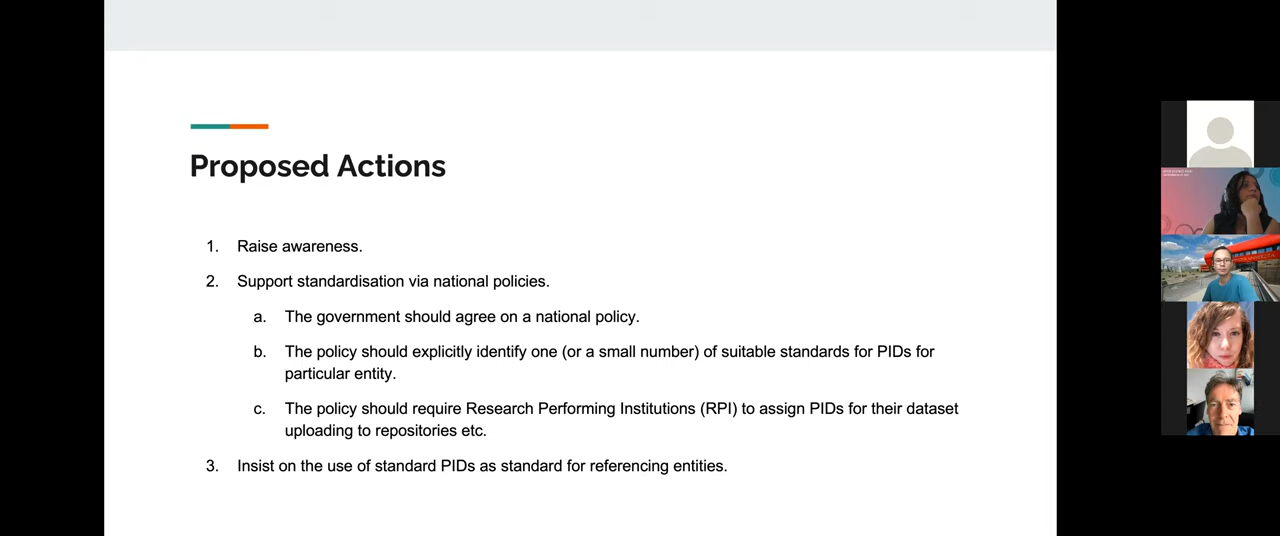 Proposed Actions
1. Raise awareness.
2. Support standardisation via national policies.
a. The government should agree on a national policy.
b. The policy should explicitly identify one (or a small number) of suitable standards for PIDs for
particular entity.
c. The policy should require Research Performing Institutions (RPI) to assign PIDs for their dataset
uploading to repositories etc.
3. Insist on the use of standard PIDs as standard for referencing entities.